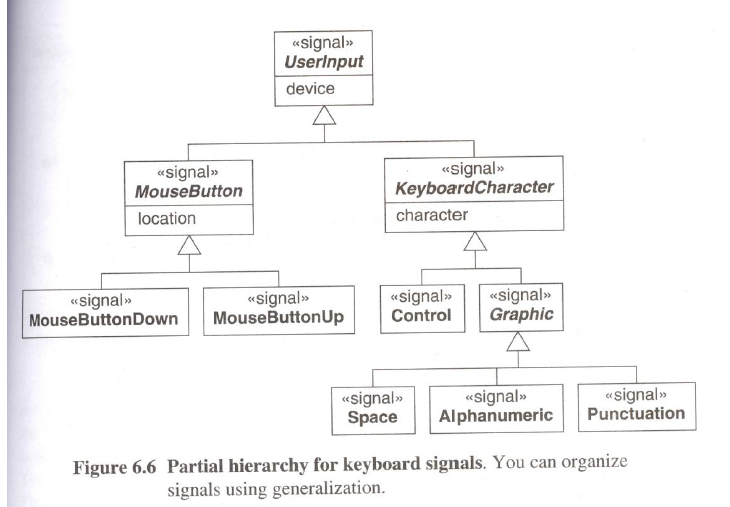 «signal»
UserInput
device
«signal»
MouseButton
location
«signal»
KeyboardCharacter
character
«signal»
MouseButtonDown
«signal»
MouseButtonUp
«signal»
Control
«signal»
Graphic
«signal»
Space
«signal»
Alphanumeric
«signal»
Punctuation
Figure 6.6 Partial hierarchy for keyboard signals. You can organize
signals using generalization.